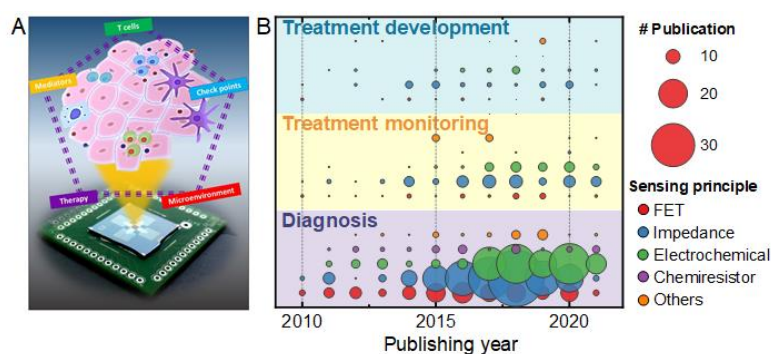 A
T cells
Mediators
Check points
Therapy
Microenvironment
B
Treatment development
Treatment monitoring
Diagnosis
2010
2015
2020
Publishing year
# Publication
10
20
30
Sensing principle
FET
Impedance
Electrochemical
Chemiresistor
Others